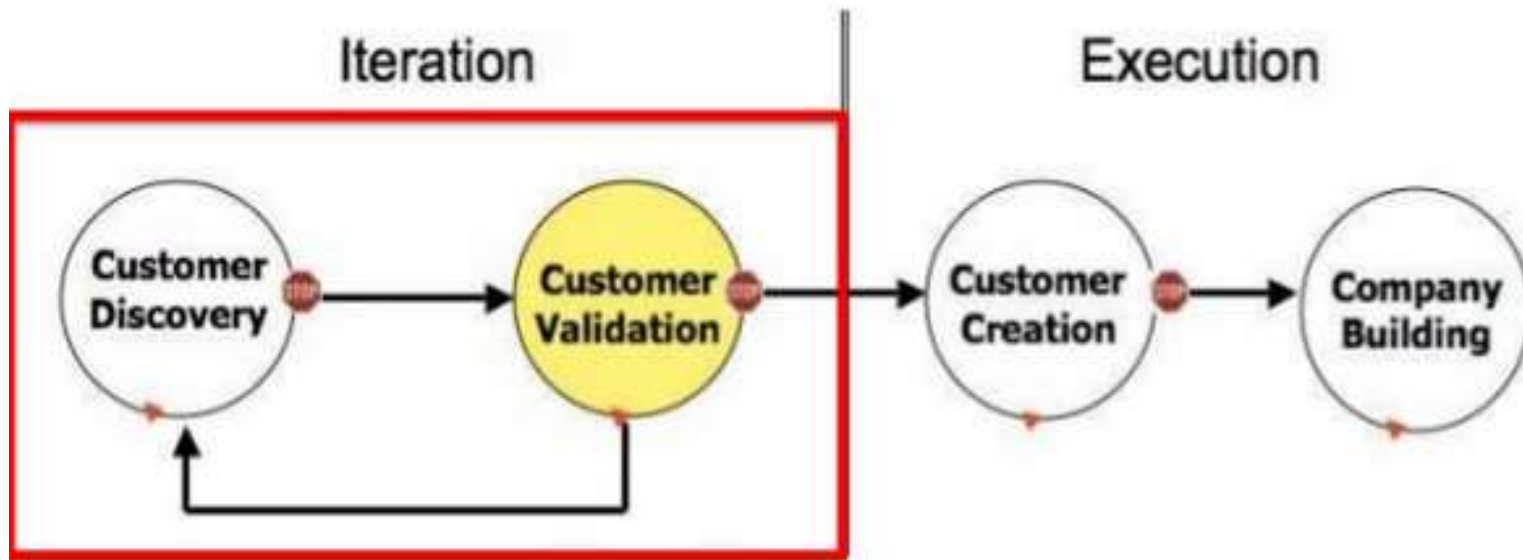 Iteration
Execution
Customer
Discovery
Customer
Validation
Customer
Creation
Company
Building